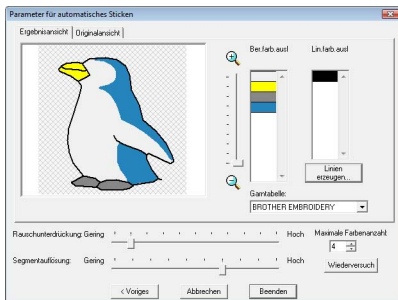 Parameter für automatisches Sticken
Ergebnisansicht
Originalansicht
Ber.farb.ausl
Lin.farb.ausl
Linien
erzeugen...
Garntabelle:
BROTHER EMBROIDERY
Rauschunterdrückung: Gering
Hoch
Maximale Farbenanzahl
4
Segmentauflösung:
Gering
Hoch
Wiederversuch
< Voriges
Abbrechen
Beenden